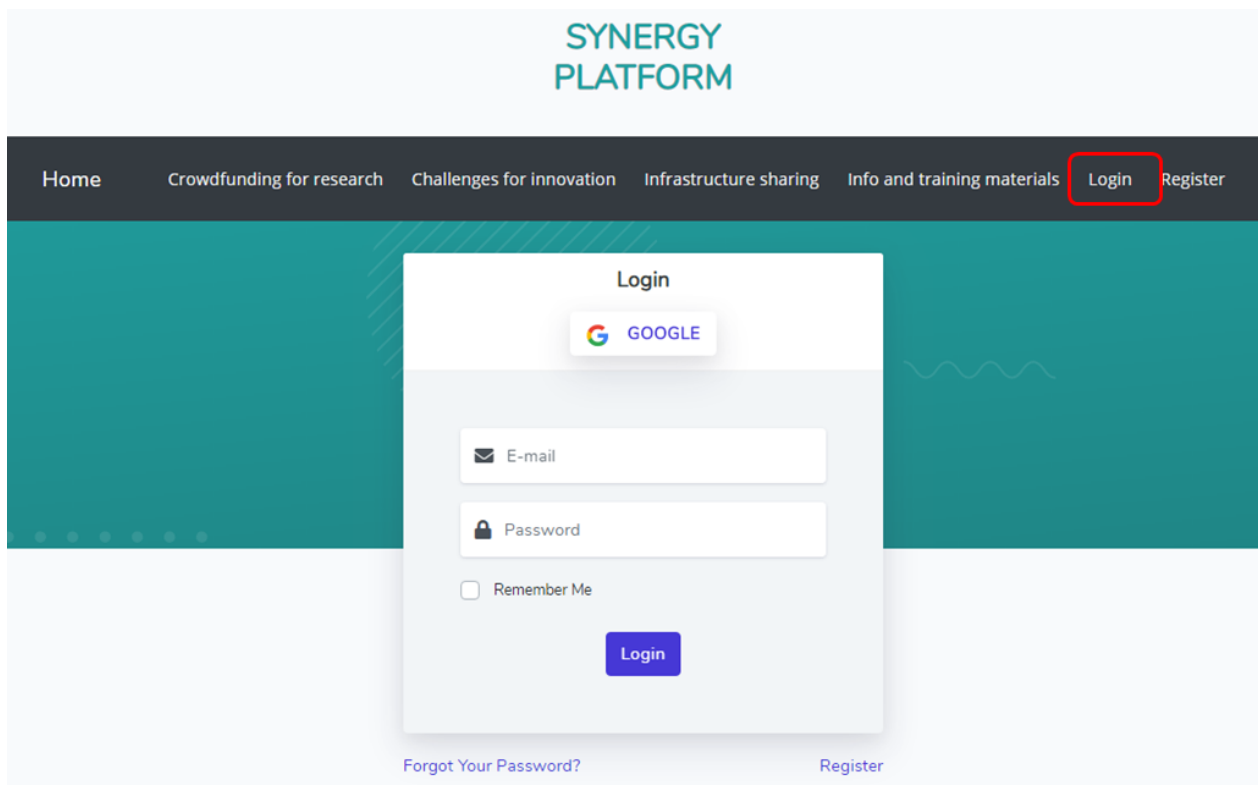 SYNERGY
PLATFORM
Home Crowdfunding for research Challenges for innovation Infrastructure sharing Info and training materials Login Register
Login
GOOGLE
E-mail
Password
Remember Me
Login
Forgot Your Password? Register